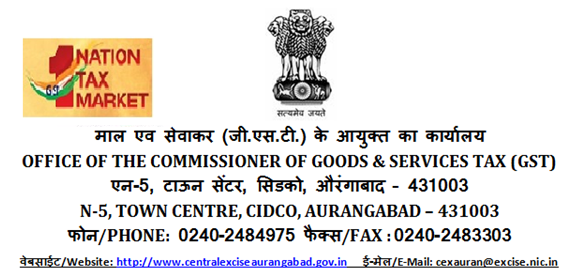 1 NATION
TAX
MARKET
GST
सत्यमेव जयते
माल एव सेवाकर (जी.एस.टी.) के आयुक्त का कार्यालय
OFFICE OF THE COMMISSIONER OF GOODS & SERVICES TAX (GST)
एन-5, टाऊन सेंटर, सिडको, औरंगाबाद - 431003
N-5, TOWN CENTRE, CIDCO, AURANGABAD – 431003
फोन/PHONE: 0240-2484975 फैक्स/FAX : 0240-2483303
वेबसाईट/Website: http://www.centralexciseaurangabad.gov.in ई-मेल/E-Mail: cexauran@excise.nic.in